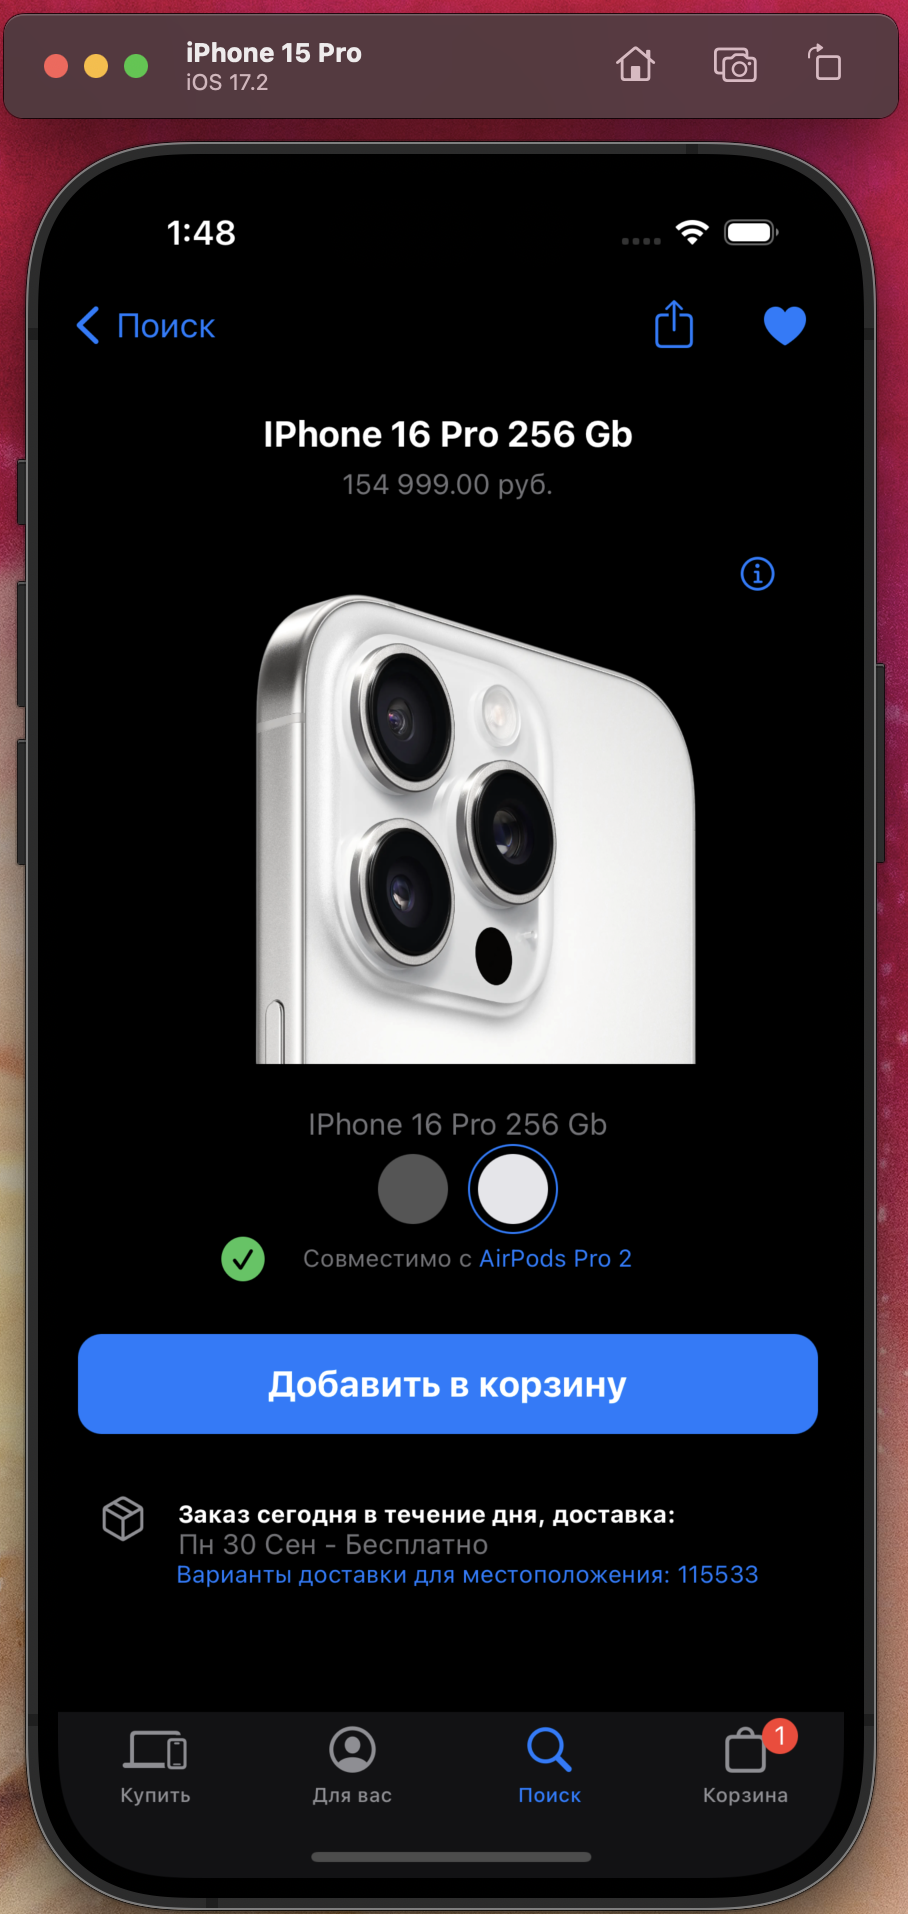 iPhone 15 Pro
iOS 17.2
1:48
Поиск
IPhone 16 Pro 256 Gb
154 999.00 руб.
IPhone 16 Pro 256 Gb
Совместимо с AirPods Pro 2
Добавить в корзину
Заказ сегодня в течение дня, доставка:
Пн 30 Сен - Бесплатно
Варианты доставки для местоположения: 115533
1
Купить
Для вас
Поиск
Корзина